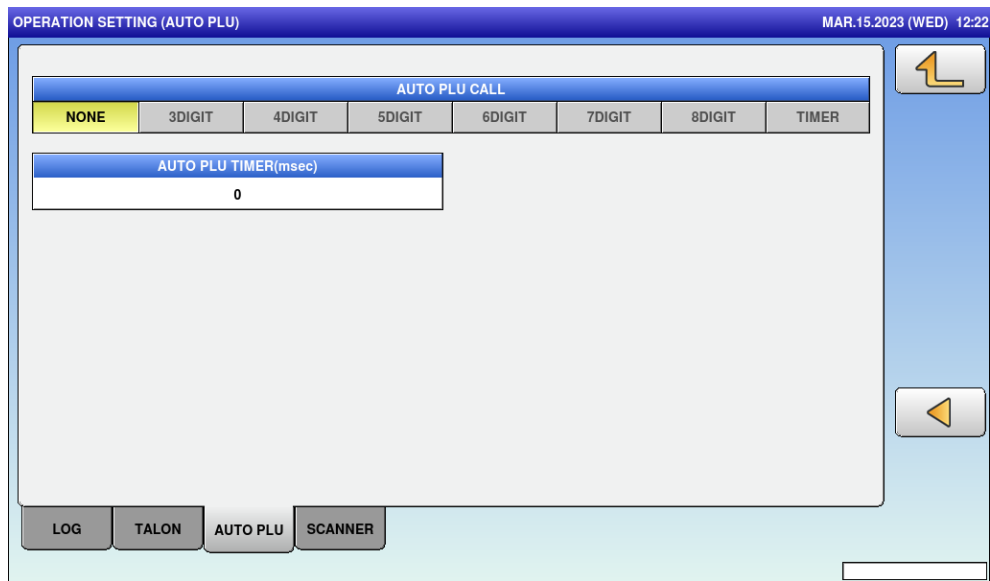 OPERATION SETTING (AUTO PLU) MAR.15.2023 (WED) 12:22
AUTO PLU CALL
NONE 3DIGIT 4DIGIT 5DIGIT 6DIGIT 7DIGIT 8DIGIT TIMER
AUTO PLU TIMER(msec)
0
LOG TALON AUTO PLU SCANNER